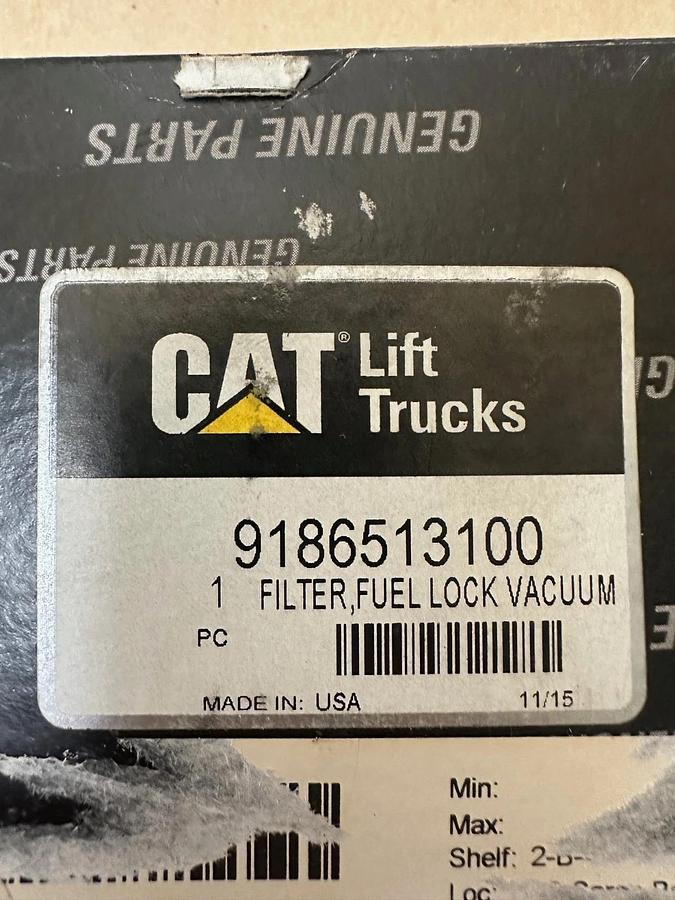 GENUINE PARTS
GENUINE PARTS
CAT® Lift
Trucks
9186513100
1 FILTER,FUEL LOCK VACUUM
PC
MADE IN: USA 11/15
Min:
Max:
Shelf: 2-
Loc: